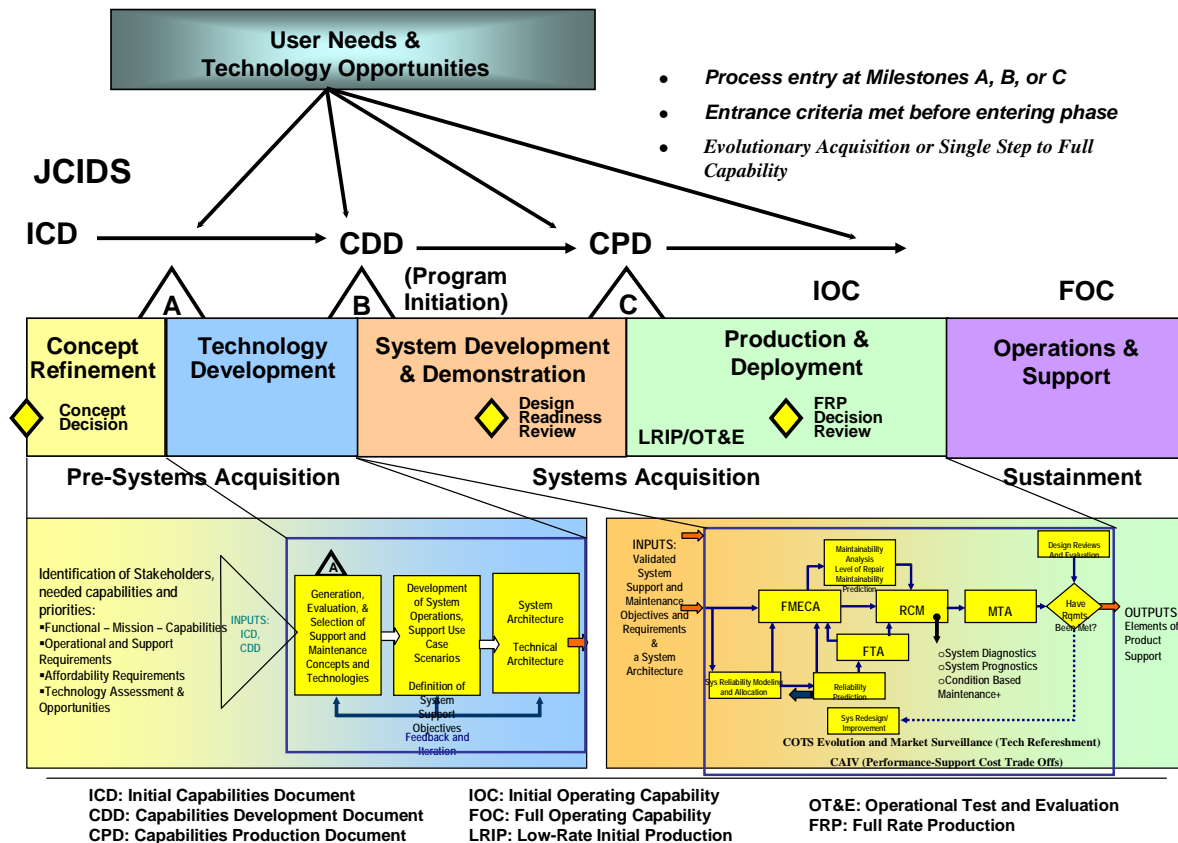 User Needs &
Technology Opportunities
● Process entry at Milestones A, B, or C
● Entrance criteria met before entering phase
● Evolutionary Acquisition or Single Step to Full
Capability
JCIDS
ICD
CDD
CPD
(Program
Initiation)
IOC
FOC
A
B
C
Concept
Refinement
Technology
Development
System Development
& Demonstration
Production &
Deployment
Operations &
Support
Concept
Decision
Design
Readiness
Review
FRP
Decision
Review
LRIP/OT&E
Pre-Systems Acquisition
Systems Acquisition
Sustainment
Identification of Stakeholders,
needed capabilities and
priorities:
▪Functional – Mission – Capabilities
▪Operational and Support
Requirements
▪Affordability Requirements
▪Technology Assessment &
Opportunities
INPUTS:
ICD,
CDD
A
Generation,
Evaluation, &
Selection of
Support and
Maintenance
Concepts and
Technologies
Development
of System
Operations,
Support Use
Case
Scenarios
Definition of
System
Support
Objectives
System
Architecture
Technical
Architecture
Feedback and
Iteration
INPUTS:
Validated
System
Support and
Maintenance
Objectives and
Requirements
&
a System
Architecture
Maintainability
Analysis
Level of Repair
Maintainability
Prediction
Design Reviews
And Evaluation
FMECA
RCM
MTA
Have
Rqmts
Been Met?
OUTPUTS:
Elements of
Product
Support
FTA
○System Diagnostics
○System Prognostics
○Condition Based
Maintenance+
Sys Reliability Modeling
and Allocation
Reliability
Prediction
Sys Redesign/
Improvement
COTS Evolution and Market Surveillance (Tech Refereshment)
CAIV (Performance-Support Cost Trade Offs)
ICD: Initial Capabilities Document
CDD: Capabilities Development Document
CPD: Capabilities Production Document
IOC: Initial Operating Capability
FOC: Full Operating Capability
LRIP: Low-Rate Initial Production
OT&E: Operational Test and Evaluation
FRP: Full Rate Production